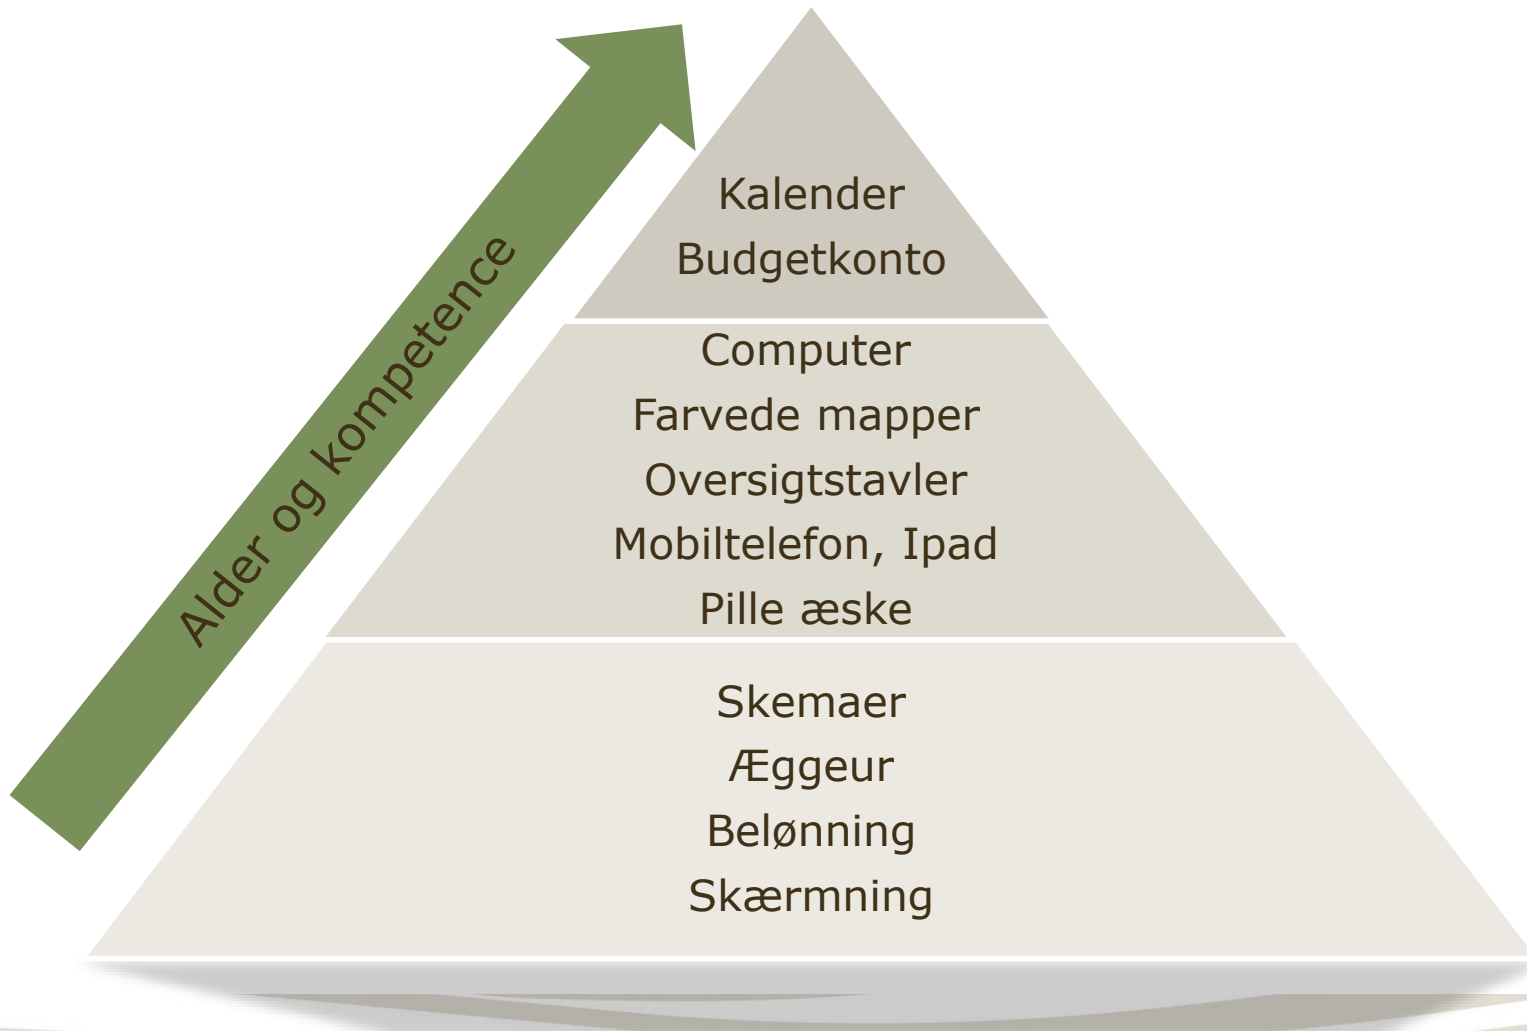 Alder og kompetence
Kalender
Budgetkonto
Computer
Farvede mapper
Oversigtstavler
Mobiltelefon, Ipad
Pille æske
Skemaer
Æggeur
Belønning
Skærmning